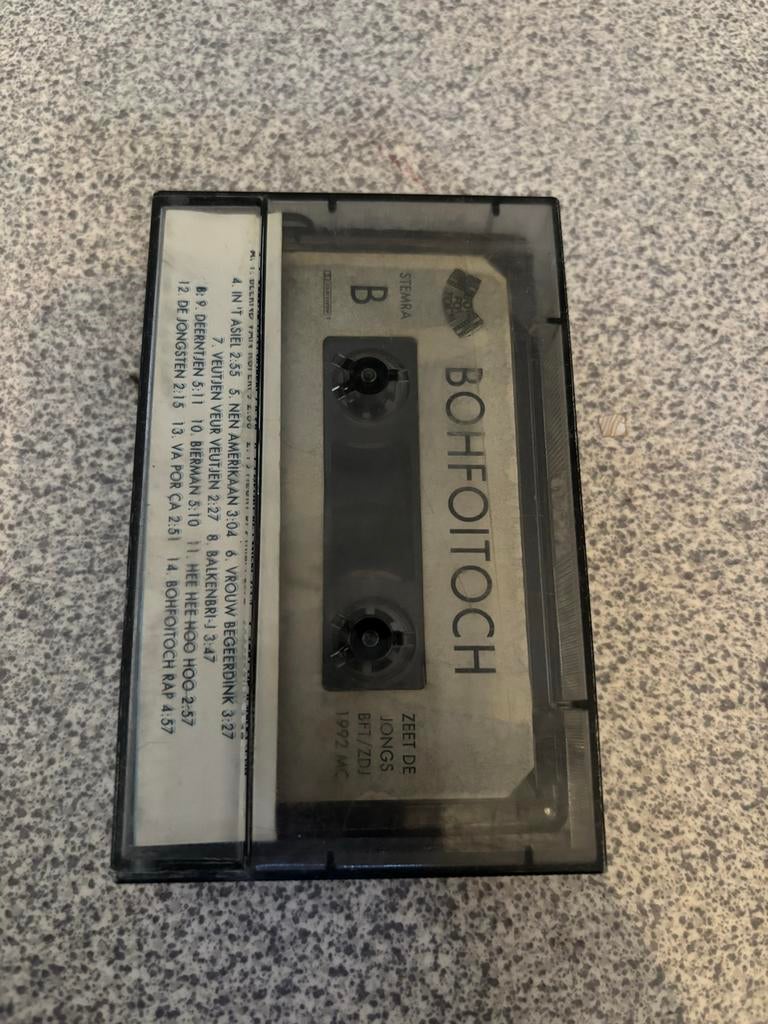 BOHFOITOCH
STEMRA
B
ZEET DE
JONGS
BFT/ZDJ
1992 MC
4. IN 'T ASIEL 2:55 5. NEN AMERIKAAN 3:04 6. VROUW BEGEERDINK 3:27
7. VEUTJEN VEUR VEUTJEN 2:27 8. BALKENBRI-J 3:47
B: 9. DEERNTJEN 5:11 10. BIERMAN 5:10 11. HEE HEE HOO HOO 2:57
12 DE JONGSTEN 2:15 13. VA POR ÇA 2:51 14. BOHFOITOCH RAP 4:57